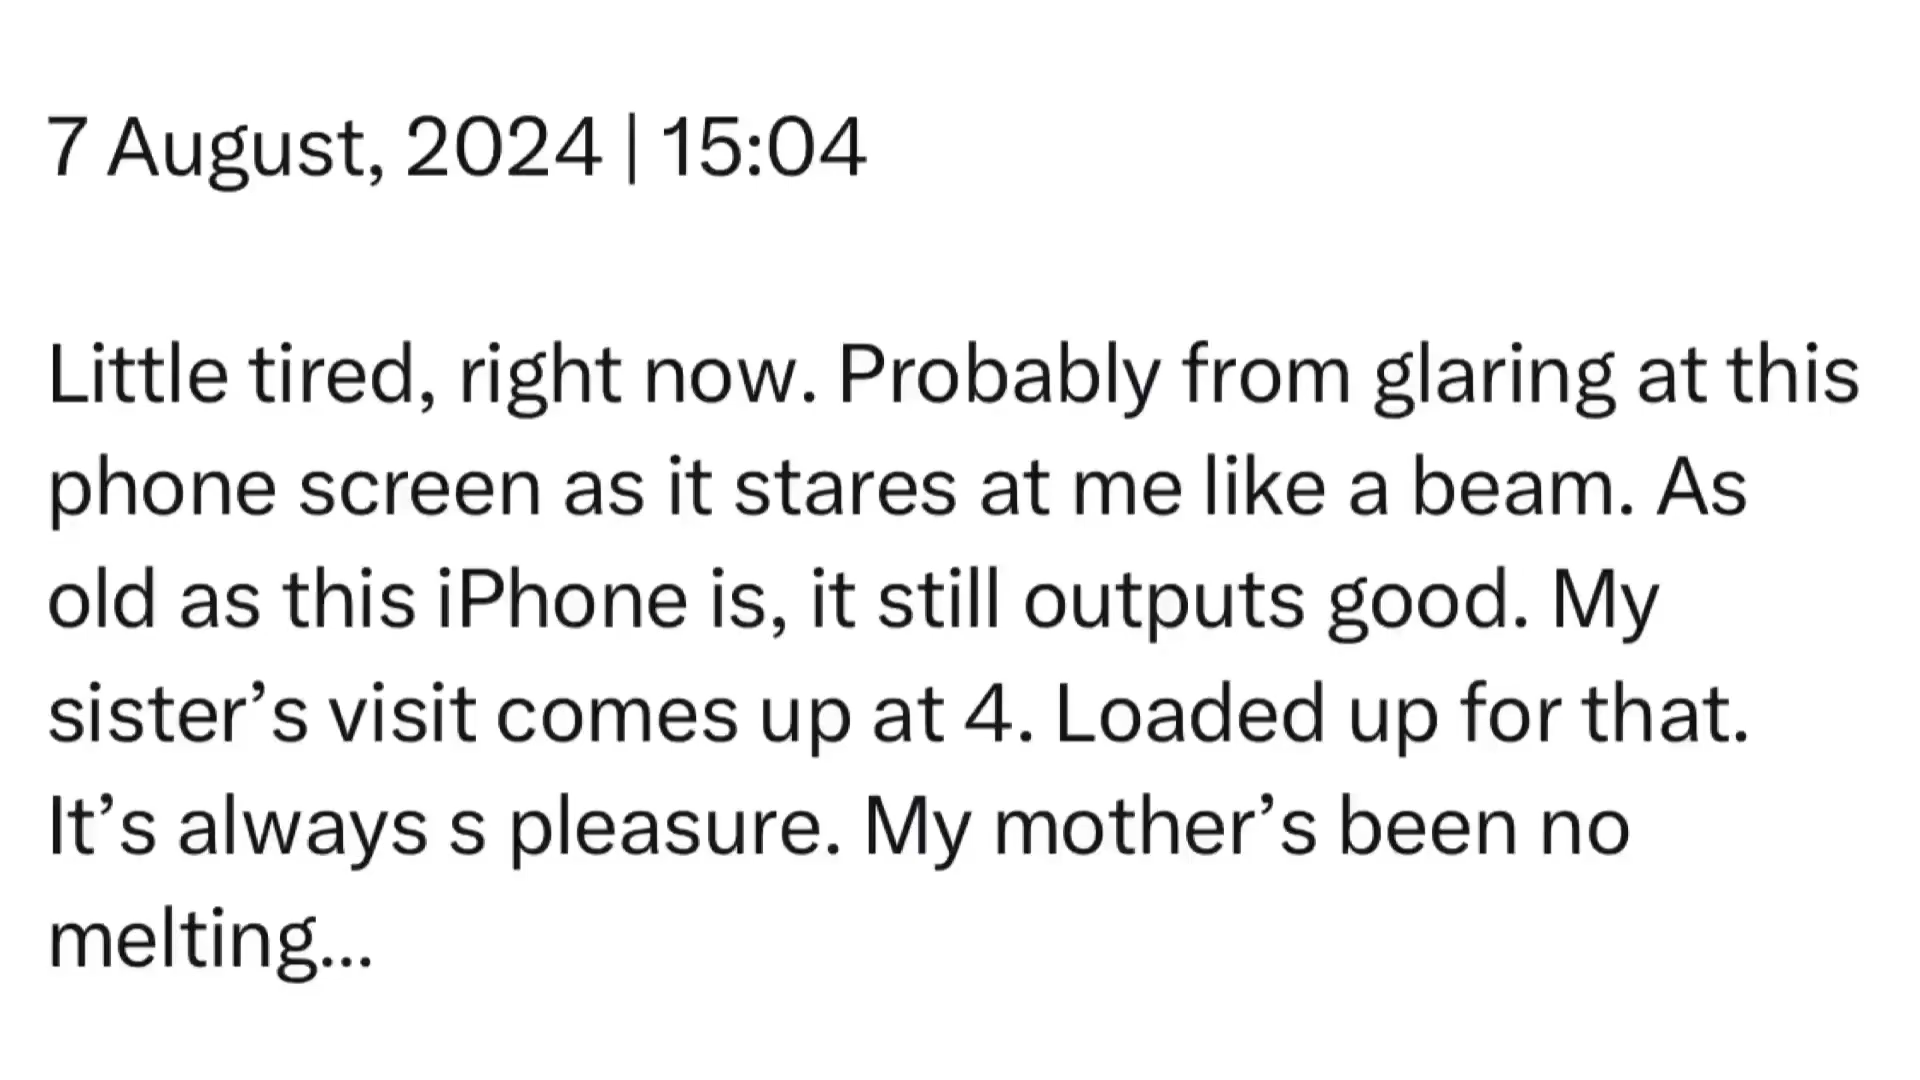 7 August, 2024 | 15:04
Little tired, right now. Probably from glaring at this
phone screen as it stares at me like a beam. As
old as this iPhone is, it still outputs good. My
sister’s visit comes up at 4. Loaded up for that.
It’s always s pleasure. My mother’s been no
melting...